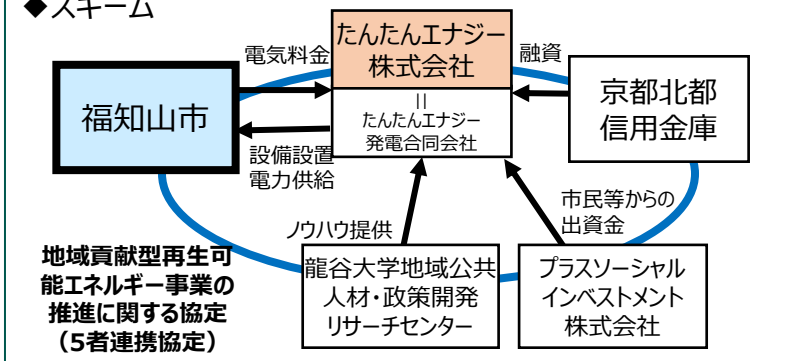 ◆スキーム
電気料金
たんたんエナジー
株式会社
融資
福知山市
||
たんたんエナジー
発電合同会社
京都北都
信用金庫
設備設置
電力供給
市民等からの
出資金
ノウハウ提供
地域貢献型再生可
能エネルギー事業の
推進に関する協定
（5者連携協定）
龍谷大学地域公共
人材・政策開発
リサーチセンター
プラスソーシャル
インベストメント
株式会社